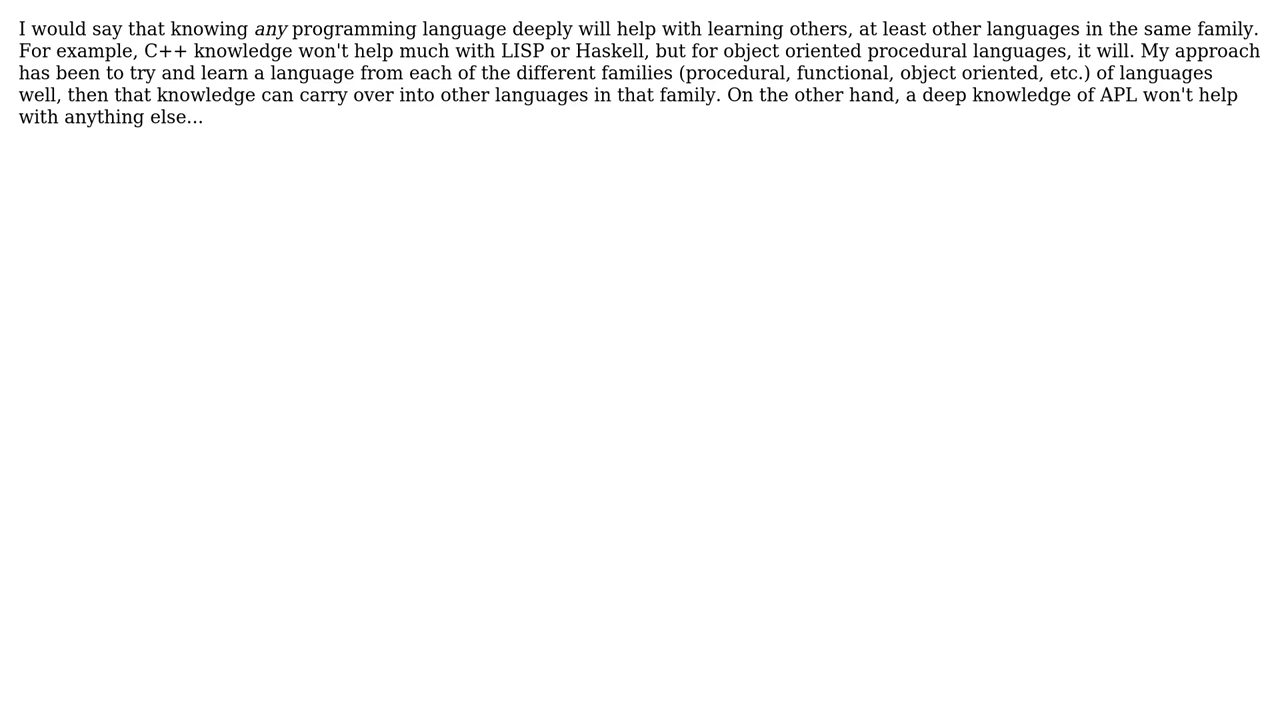 I would say that knowing any programming language deeply will help with learning others, at least other languages in the same family.
For example, C++ knowledge won't help much with LISP or Haskell, but for object oriented procedural languages, it will. My approach
has been to try and learn a language from each of the different families (procedural, functional, object oriented, etc.) of languages
well, then that knowledge can carry over into other languages in that family. On the other hand, a deep knowledge of APL won't help
with anything else...